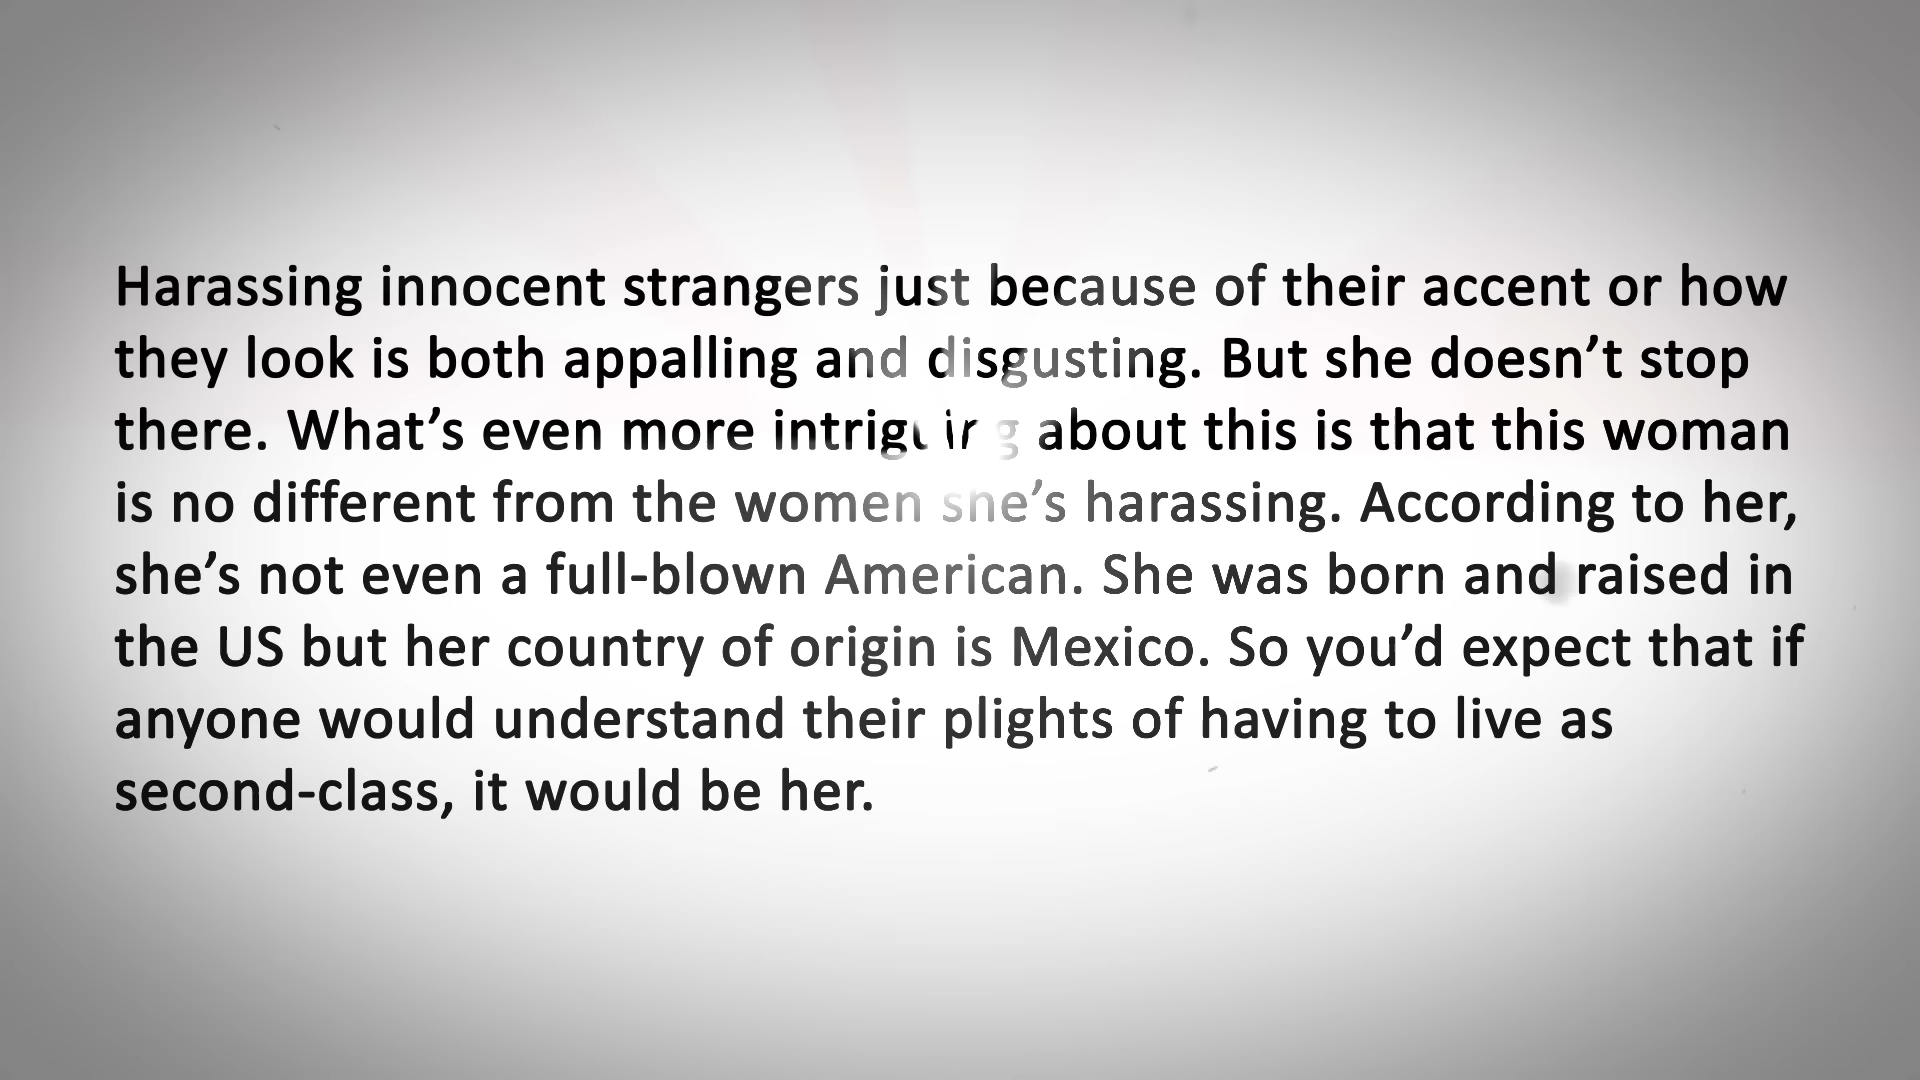 Harassing innocent strangers just because of their accent or how
they look is both appalling and disgusting. But she doesn’t stop
there. What’s even more intriguing about this is that this woman
is no different from the women she’s harassing. According to her,
she’s not even a full-blown American. She was born and raised in
the US but her country of origin is Mexico. So you’d expect that if
anyone would understand their plights of having to live as
second-class, it would be her.